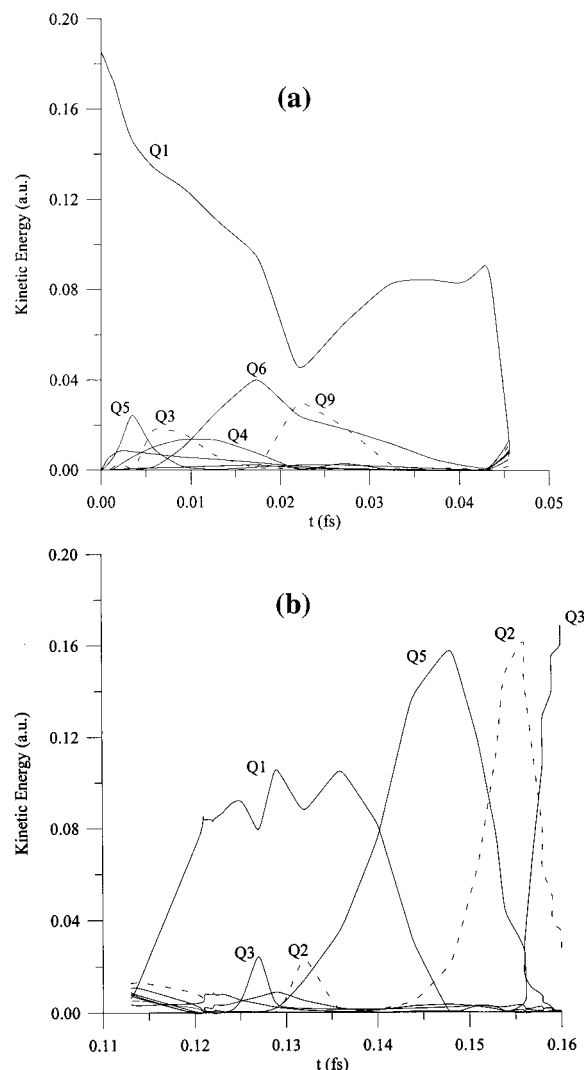 0.20
(a)
0.16
Q1
0.12
Kinetic Energy (a.u.)
0.08
Q6
0.04
Q5
Q3
Q4
Q9
0.00
0.00
0.01
0.02
0.03
0.04
0.05
t (fs)
0.20
(b)
Q3
0.16
Q5
Q2
0.12
Kinetic Energy (a.u.)
Q1
0.08
0.04
Q3
Q2
0.00
0.11
0.12
0.13
0.14
0.15
0.16
t (fs)